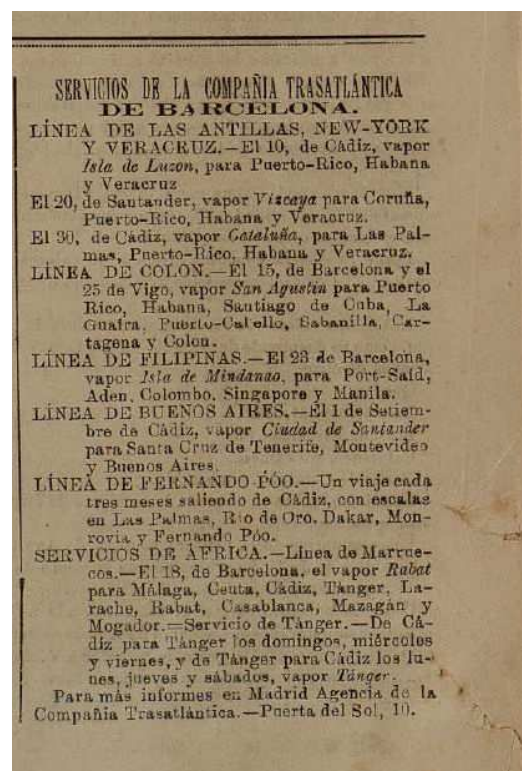 SERVICIOS DE LA COMPAÑIA TRASATLÁNTICA
DE BARCELONA.
LÍNEA DE LAS ANTILLAS, NEW-YORK
Y VERACRUZ.—El 10, de Cádiz, vapor
Isla de Luzon, para Puerto-Rico, Habana
y Veracruz
El 20, de Santander, vapor Vizcaya para Coruña,
Puerto-Rico, Habana y Veracruz.
El 30, de Cádiz, vapor Cataluña, para Las Pal-
mas, Puerto-Rico, Habana y Veracruz.
LÍNEA DE COLON.—El 15, de Barcelona y el
25 de Vigo, vapor San Agustin para Puerto
Rico, Habana, Santiago de Cuba, La
Guaira, Puerto-Cabello, Sabanilla, Car-
tagena y Colon.
LÍNEA DE FILIPINAS.—El 23 de Barcelona,
vapor Isla de Mindanao, para Port-Said,
Aden, Colombo, Singapore y Manila.
LÍNEA DE BUENOS AIRES.—El 1 de Setiem-
bre de Cádiz, vapor Ciudad de Santander
para Santa Cruz de Tenerife, Montevideo
y Buenos Aires.
LÍNEA DE FERNANDO PÓO.—Un viaje cada
tres meses saliendo de Cádiz, con escalas
en Las Palmas, Rio de Oro, Dakar, Mon-
rovia y Fernando Póo.
SERVICIOS DE ÁFRICA.—Linea de Marrue-
cos.—El 18, de Barcelona, el vapor Rabat
para Málaga, Ceuta, Cádiz, Tánger, La-
rache, Rabat, Casablanca, Mazagán y
Mogador.=Servicio de Tánger.—De Cá-
diz para Tánger los domingos, miércoles
y viernes, y de Tánger para Cádiz los lu-
nes, jueves y sábados, vapor Tánger.
Para más informes en Madrid Agencia de la
Compañia Trasatlántica.—Puerta del Sol, 10.